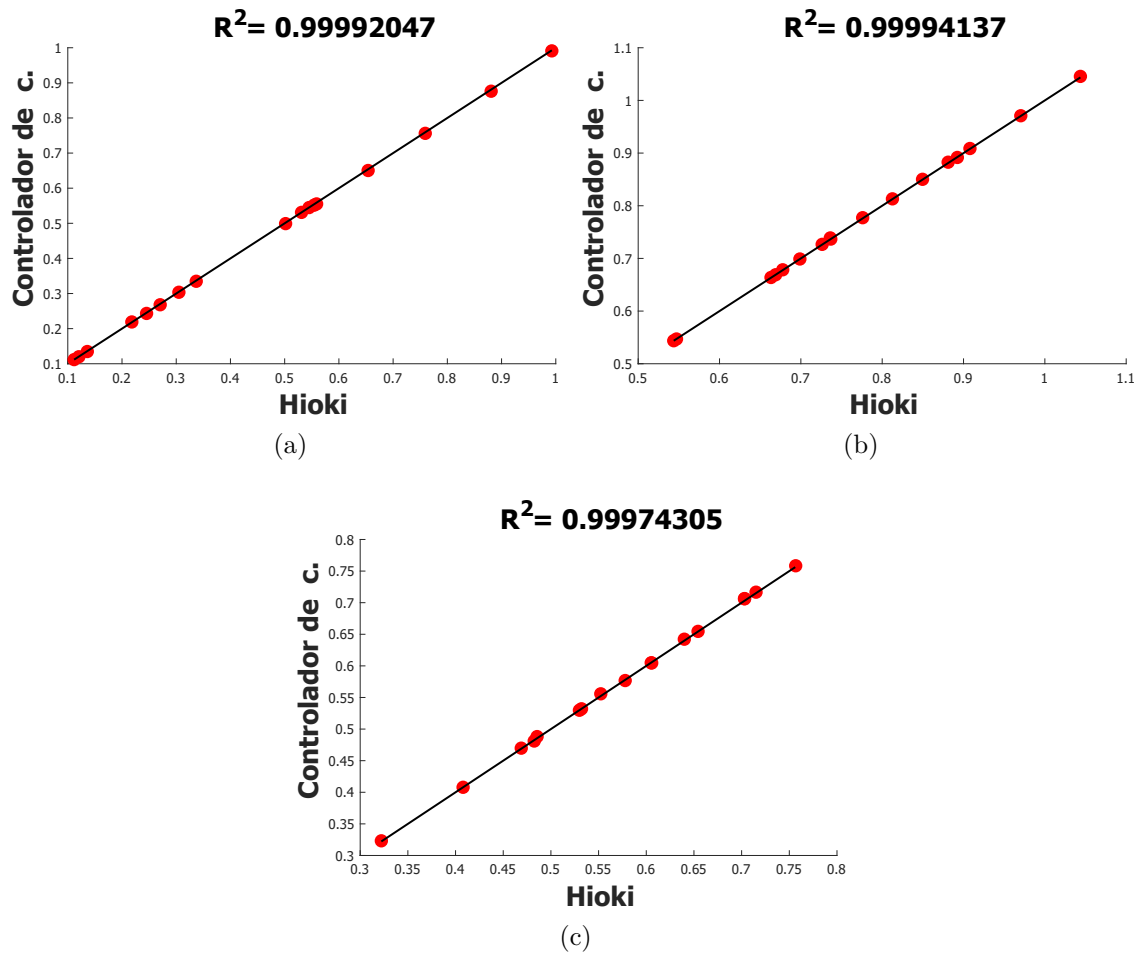 R2= 0.99992047
Controlador de c.
1
0.9
0.8
0.7
0.6
0.5
0.4
0.3
0.2
0.1
0.1 0.2 0.3 0.4 0.5 0.6 0.7 0.8 0.9 1
Hioki
(a)
R2= 0.99994137
Controlador de c.
1.1
1
0.9
0.8
0.7
0.6
0.5
0.5 0.6 0.7 0.8 0.9 1 1.1
Hioki
(b)
R2= 0.99974305
Controlador de c.
0.8
0.75
0.7
0.65
0.6
0.55
0.5
0.45
0.4
0.35
0.3
0.3 0.35 0.4 0.45 0.5 0.55 0.6 0.65 0.7 0.75 0.8
Hioki
(c)